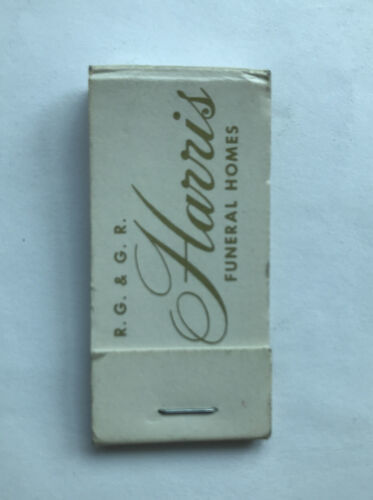 R. G. & G. R.
Harris
FUNERAL HOMES